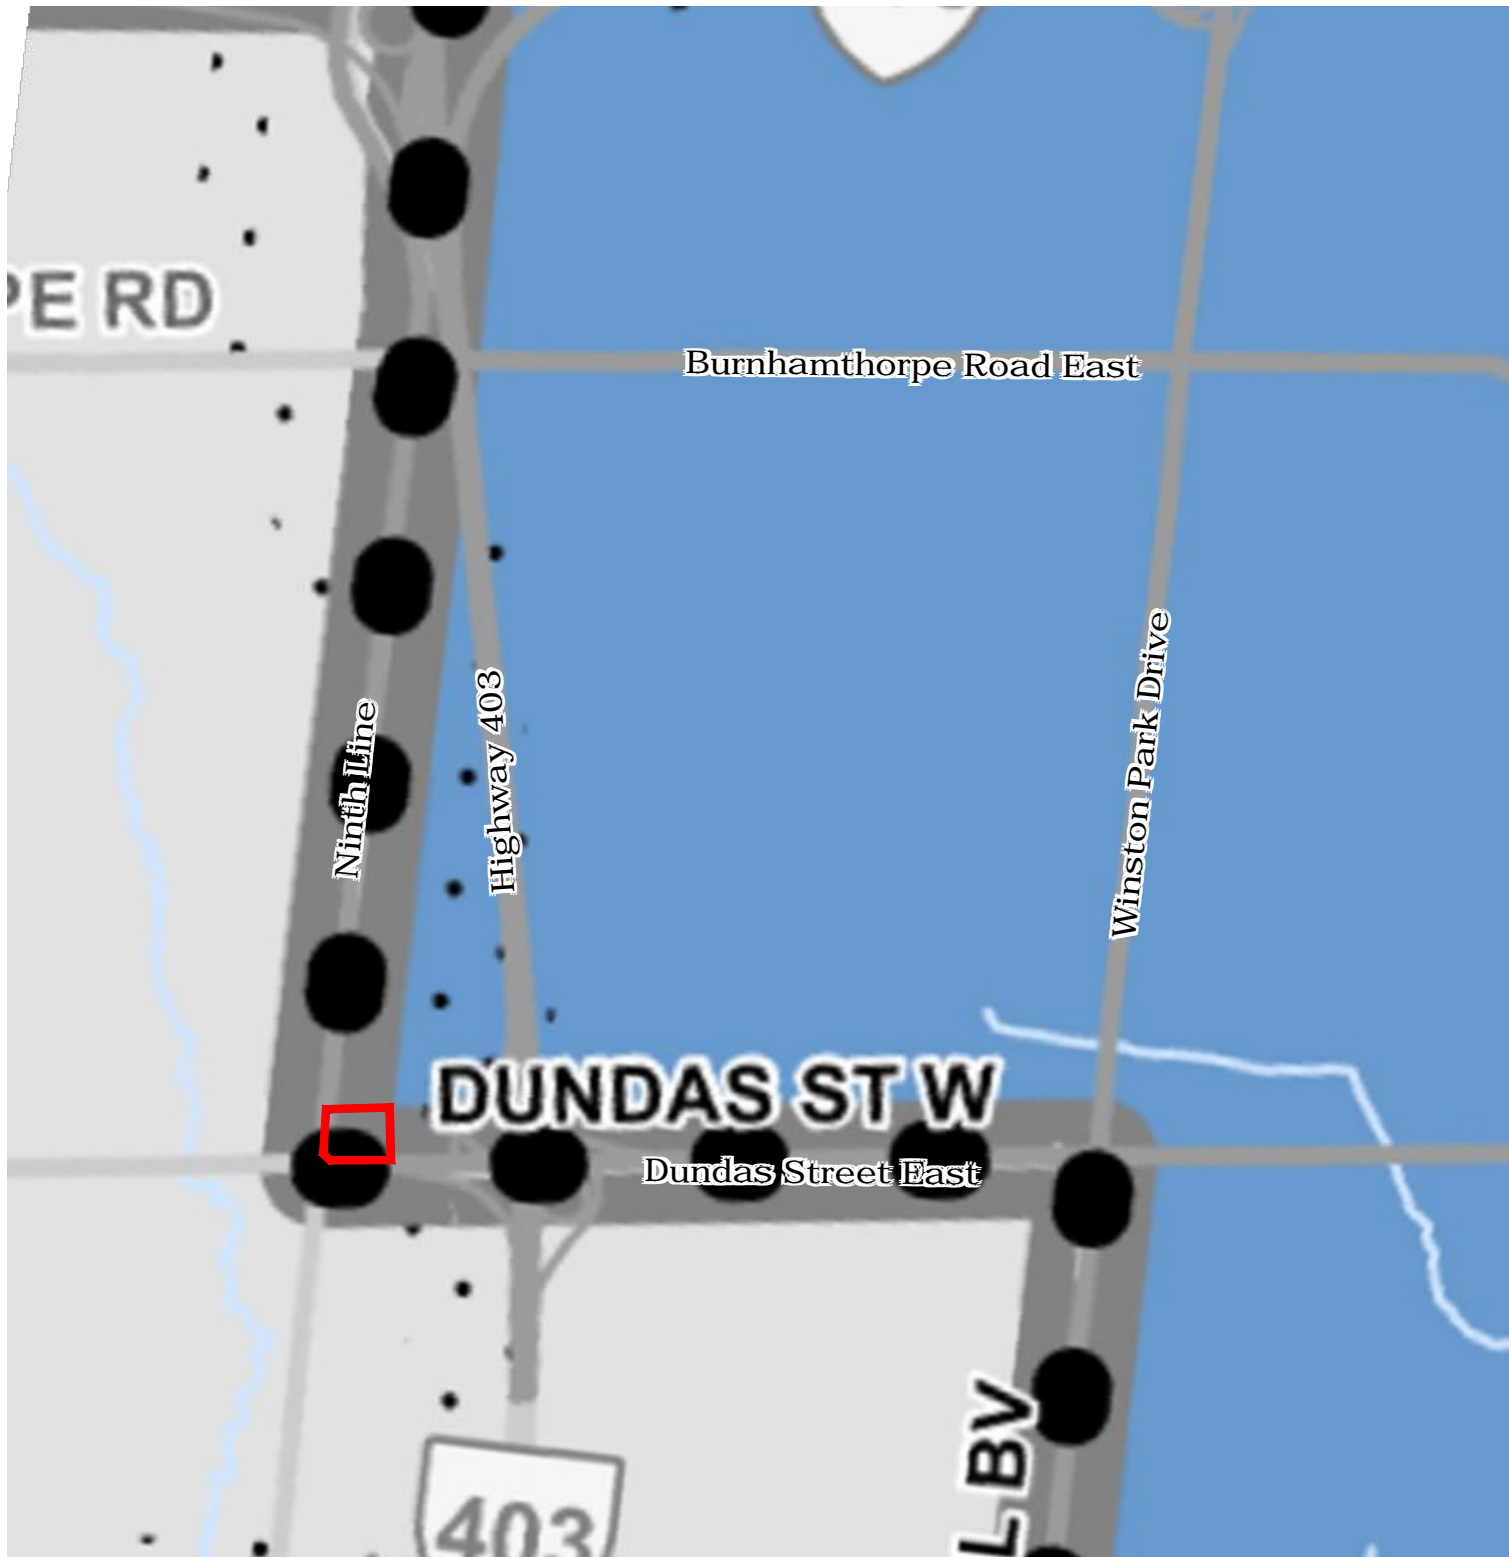 PE RD
Burnhamthorpe Road East
Winston Park Drive
Highway 403
Ninth Line
DUNDAS ST W
Dundas Street East
L BV
403